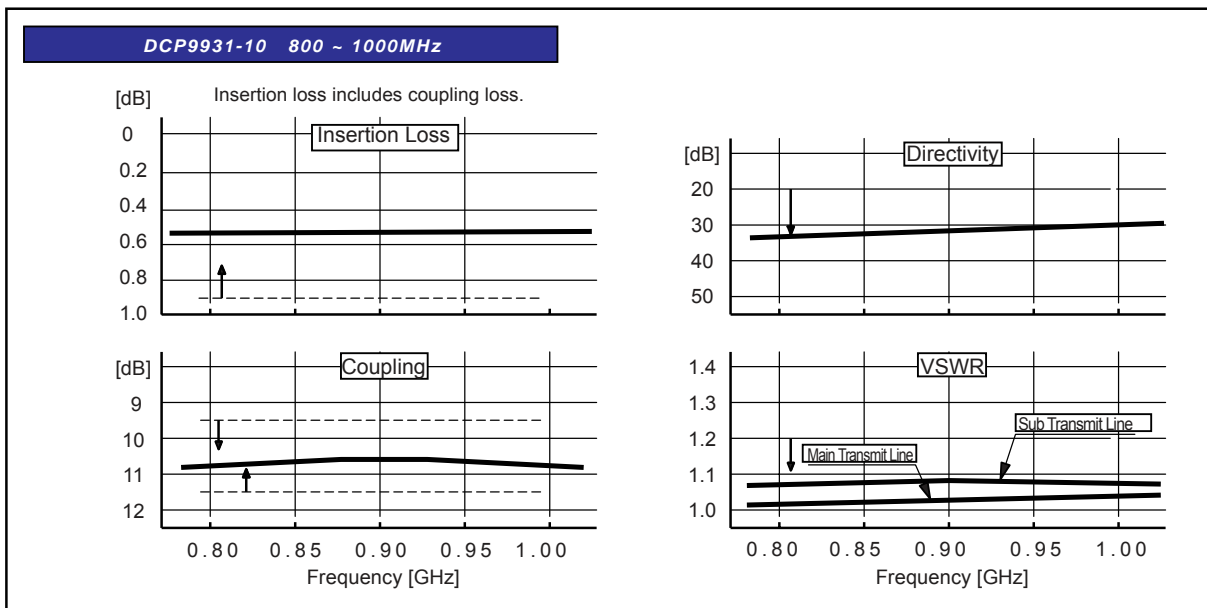 DCP9931-10 800 ~ 1000MHz
[dB]
Insertion loss includes coupling loss.
Insertion Loss
0
0.2
0.4
0.6
0.8
1.0
[dB]
Directivity
20
30
40
50
[dB]
Coupling
9
10
11
12
0.80 0.85 0.90 0.95 1.00
Frequency [GHz]
VSWR
1.4
1.3
1.2
1.1
1.0
Sub Transmit Line
Main Transmit Line
0.80 0.85 0.90 0.95 1.00
Frequency [GHz]